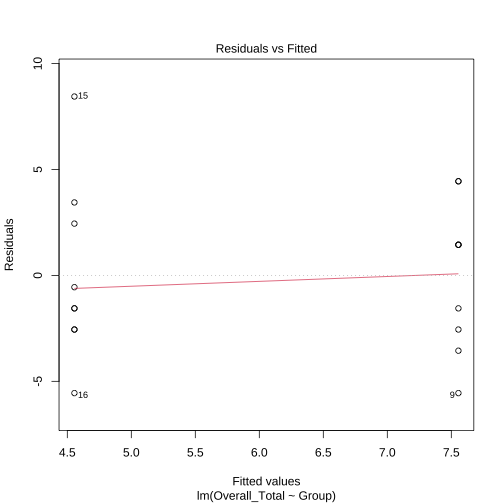 Residuals vs Fitted
10
5
0
-5
Residuals
15
16
9
4.5 5.0 5.5 6.0 6.5 7.0 7.5
Fitted values
lm(Overall_Total ~ Group)